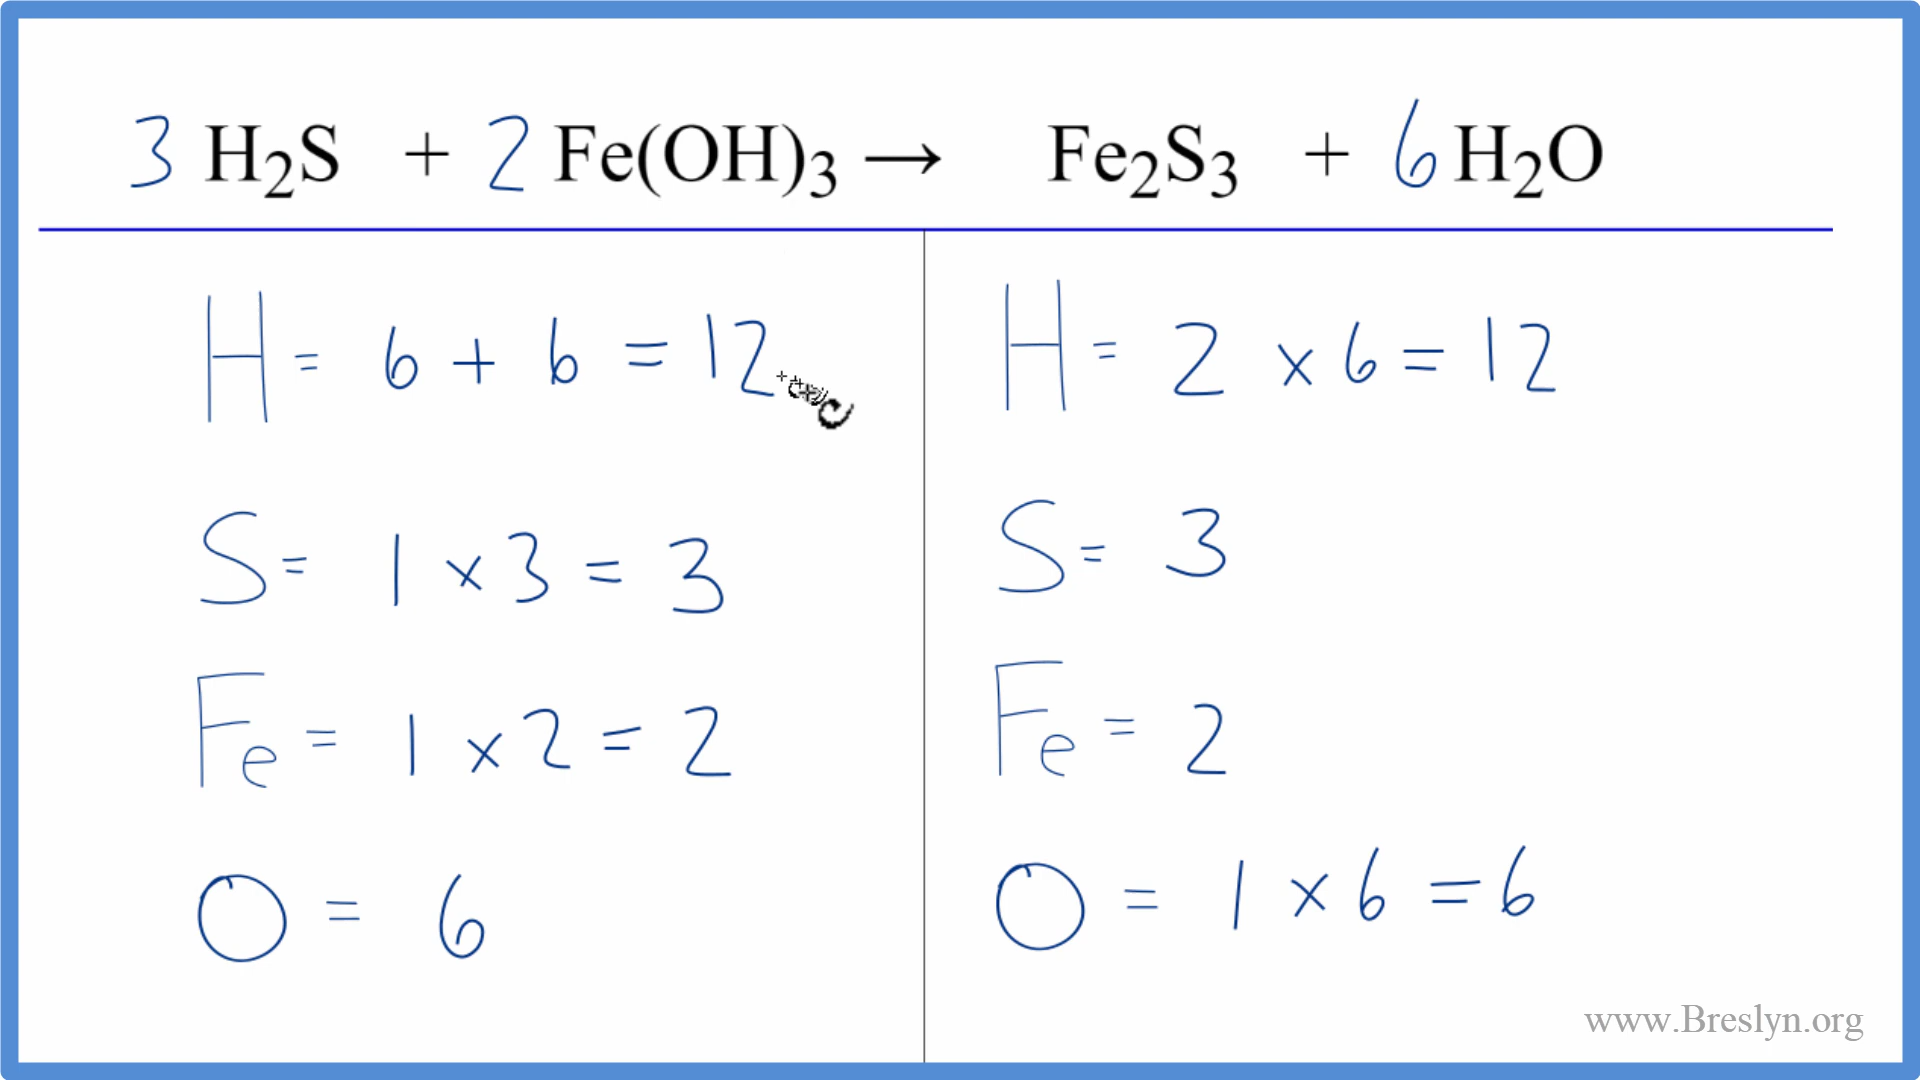 3 H₂S + 2 Fe(OH)₃ → Fe₂S₃ + 6 H₂O
H = 6 + 6 = 12
S = 1 x 3 = 3
Fe = 1 x 2 = 2
O = 6
H = 2 x 6 = 12
S = 3
Fe = 2
O = 1 x 6 = 6
www.Breslyn.org